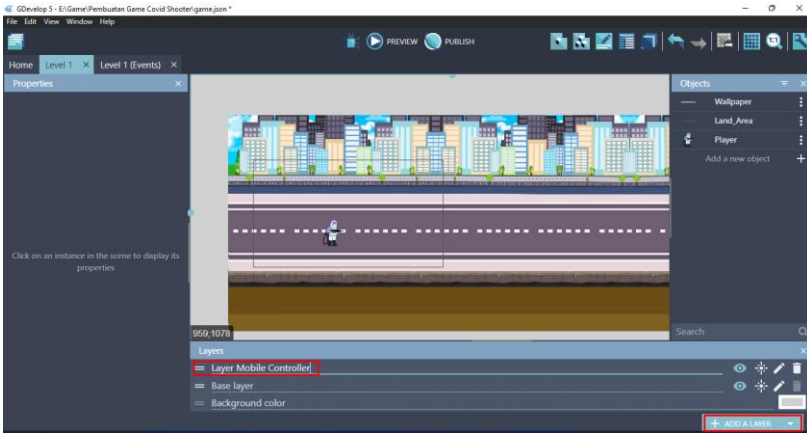 GDevelop 5 - E:\Game\Pembuatan Game Covid Shooter\game.json *
File Edit View Window Help
PREVIEW PUBLISH
Home Level 1 × Level 1 (Events) ×
Properties ×
Click on an instance in the scene to display its
properties
959;1078
Objects ×
Wallpaper
Land_Area
Player
Add a new object +
Search
Layers ×
Layer Mobile Controller
Base layer
Background color
+ ADD A LAYER